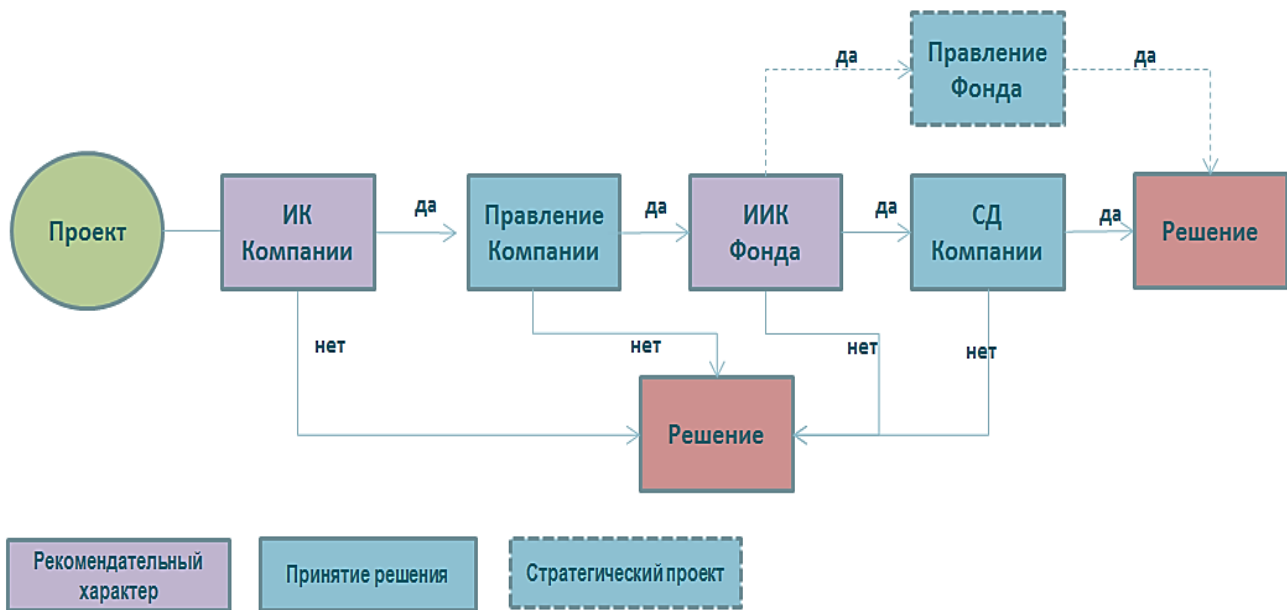 да
Правление
Фонда
да
Проект
ИК
Компании
да
Правление
Компании
да
ИИК
Фонда
да
СД
Компании
да
Решение
нет
нет
нет
нет
Решение
Рекомендательный
характер
Принятие решения
Стратегический проект